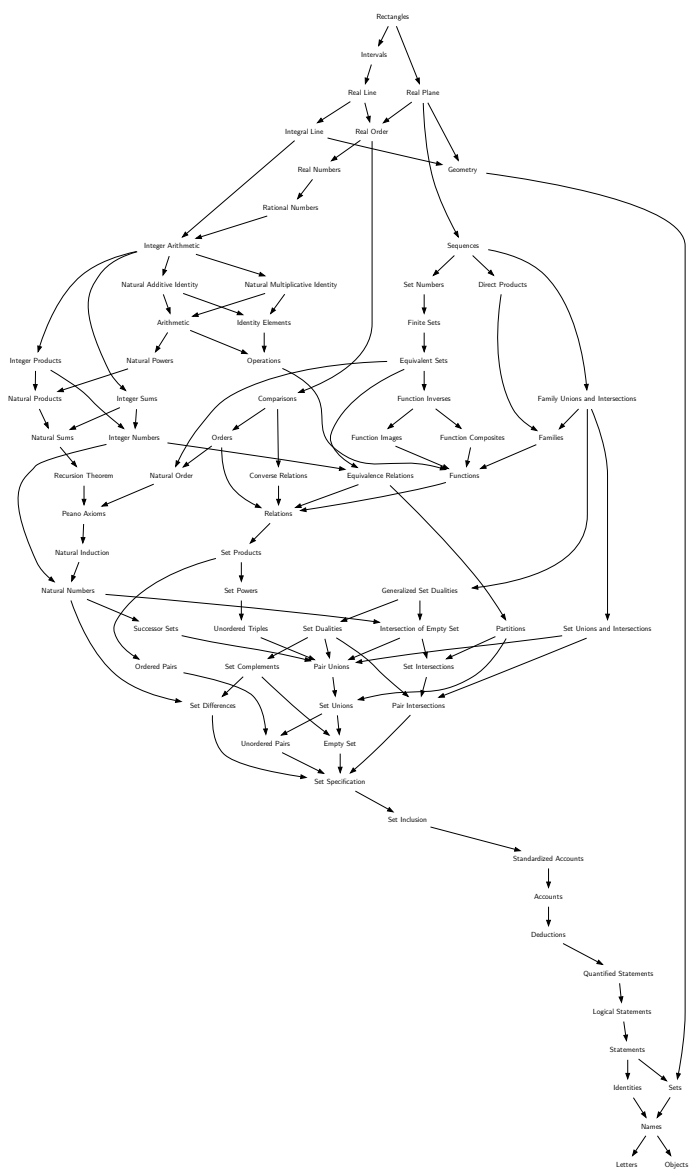 Rectangles
Intervals
Real Line
Real Plane
Integral Line
Real Order
Real Numbers
Geometry
Rational Numbers
Integer Arithmetic
Sequences
Natural Additive Identity
Natural Multiplicative Identity
Set Numbers
Direct Products
Arithmetic
Identity Elements
Finite Sets
Integer Products
Natural Powers
Operations
Equivalent Sets
Natural Products
Integer Sums
Comparisons
Function Inverses
Family Unions and Intersections
Natural Sums
Integer Numbers
Orders
Function Images
Function Composites
Families
Recursion Theorem
Natural Order
Converse Relations
Equivalence Relations
Functions
Peano Axioms
Relations
Natural Induction
Set Products
Natural Numbers
Set Powers
Generalized Set Dualities
Successor Sets
Unordered Triples
Set Dualities
Intersection of Empty Set
Partitions
Set Unions and Intersections
Ordered Pairs
Set Complements
Pair Unions
Set Intersections
Set Differences
Set Unions
Pair Intersections
Unordered Pairs
Empty Set
Set Specification
Set Inclusion
Standardized Accounts
Accounts
Deductions
Quantified Statements
Logical Statements
Statements
Identities
Sets
Names
Letters
Objects